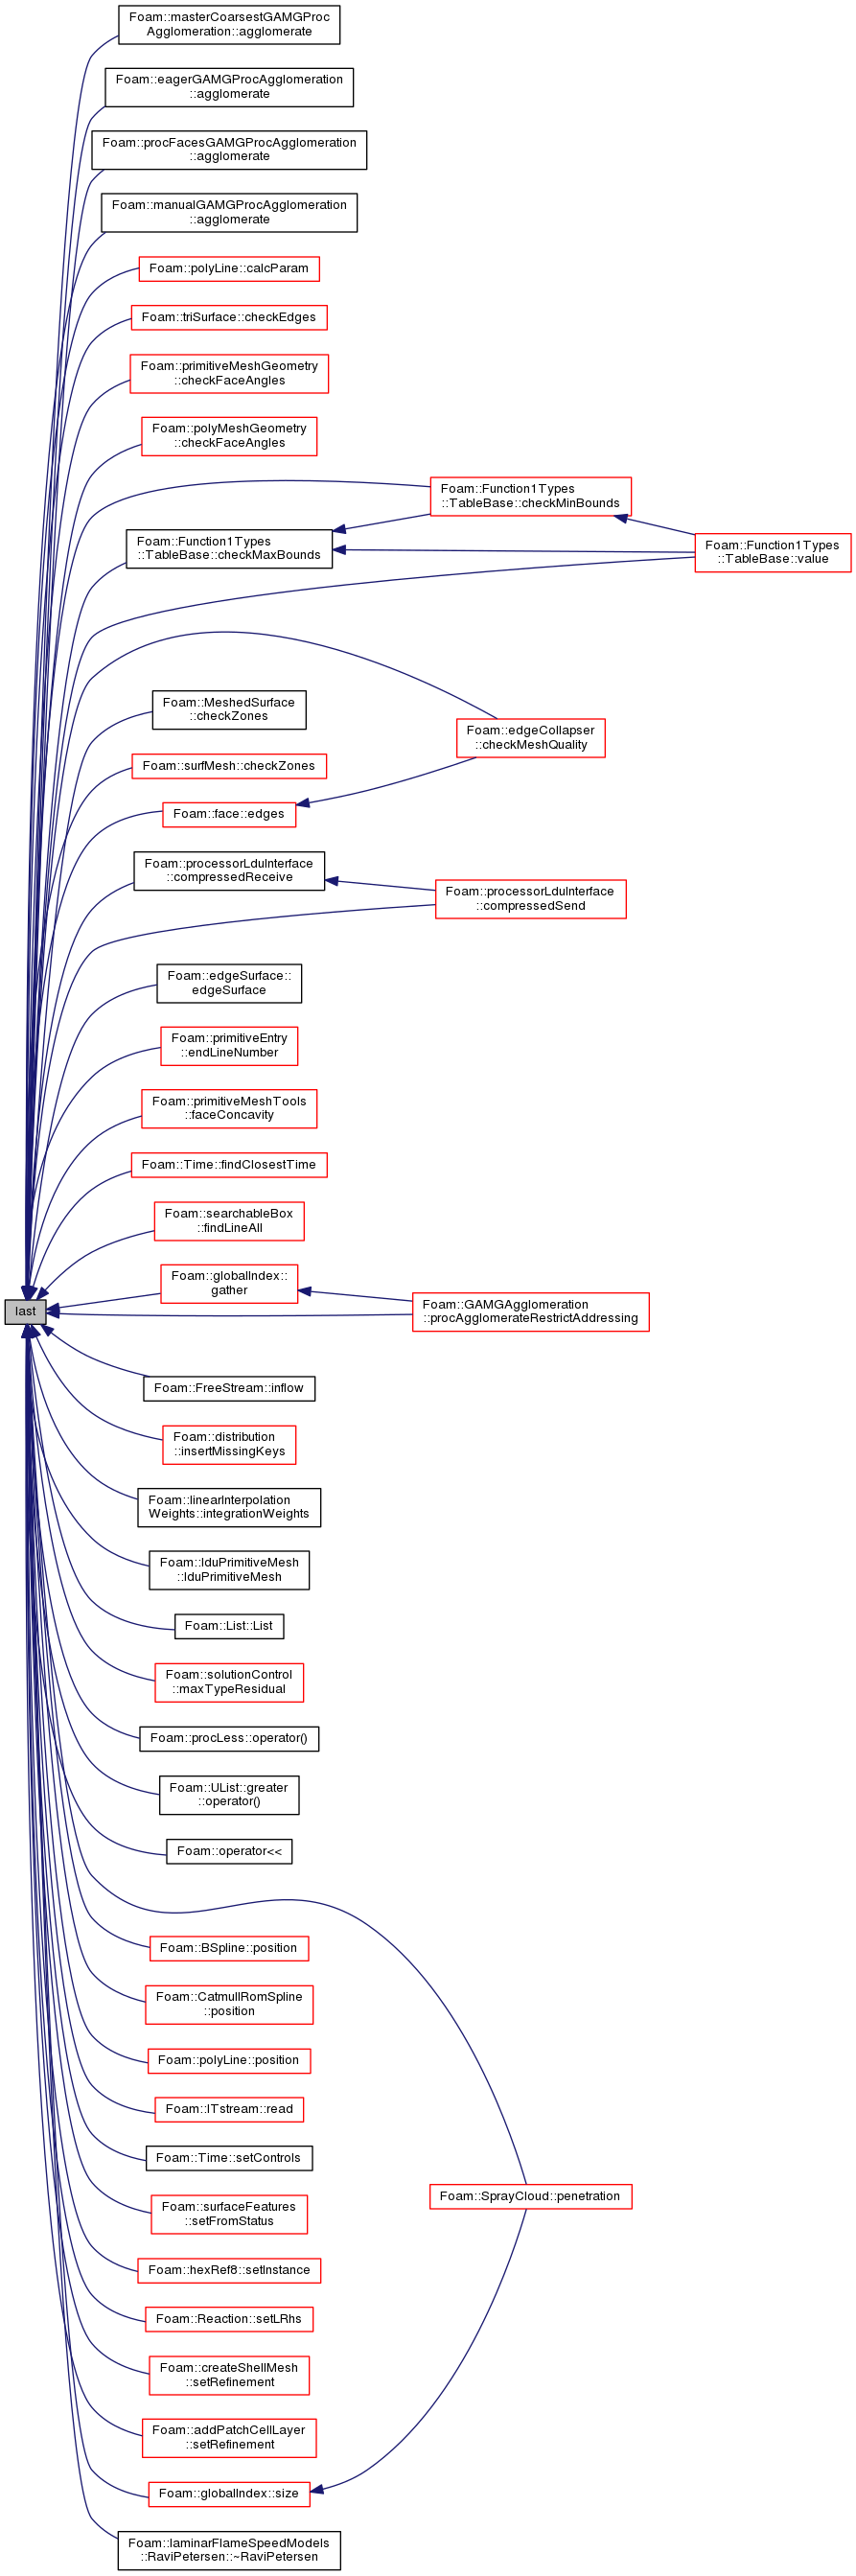 Foam::masterCoarsestGAMGProc
Agglomeration::agglomerate
Foam::eagerGAMGProcAgglomeration
::agglomerate
Foam::procFacesGAMGProcAgglomeration
::agglomerate
Foam::manualGAMGProcAgglomeration
::agglomerate
Foam::polyLine::calcParam
Foam::triSurface::checkEdges
Foam::primitiveMeshGeometry
::checkFaceAngles
Foam::polyMeshGeometry
::checkFaceAngles
Foam::Function1Types
::TableBase::checkMinBounds
Foam::Function1Types
::TableBase::checkMaxBounds
Foam::Function1Types
::TableBase::value
Foam::MeshedSurface
::checkZones
Foam::edgeCollapser
::checkMeshQuality
Foam::surfMesh::checkZones
Foam::face::edges
Foam::processorLduInterface
::compressedReceive
Foam::processorLduInterface
::compressedSend
Foam::edgeSurface::
edgeSurface
Foam::primitiveEntry
::endLineNumber
Foam::primitiveMeshTools
::faceConcavity
Foam::Time::findClosestTime
Foam::searchableBox
::findLineAll
Foam::globalIndex::
gather
last
Foam::GAMGAgglomeration
::procAgglomerateRestrictAddressing
Foam::FreeStream::inflow
Foam::distribution
::insertMissingKeys
Foam::linearInterpolation
Weights::integrationWeights
Foam::lduPrimitiveMesh
::lduPrimitiveMesh
Foam::List::List
Foam::solutionControl
::maxTypeResidual
Foam::procLess::operator()
Foam::UList::greater
::operator()
Foam::operator<<
Foam::BSpline::position
Foam::CatmullRomSpline
::position
Foam::polyLine::position
Foam::ITstream::read
Foam::Time::setControls
Foam::SprayCloud::penetration
Foam::surfaceFeatures
::setFromStatus
Foam::hexRef8::setInstance
Foam::Reaction::setLRhs
Foam::createShellMesh
::setRefinement
Foam::addPatchCellLayer
::setRefinement
Foam::globalIndex::size
Foam::laminarFlameSpeedModels
::RaviPetersen::~RaviPetersen